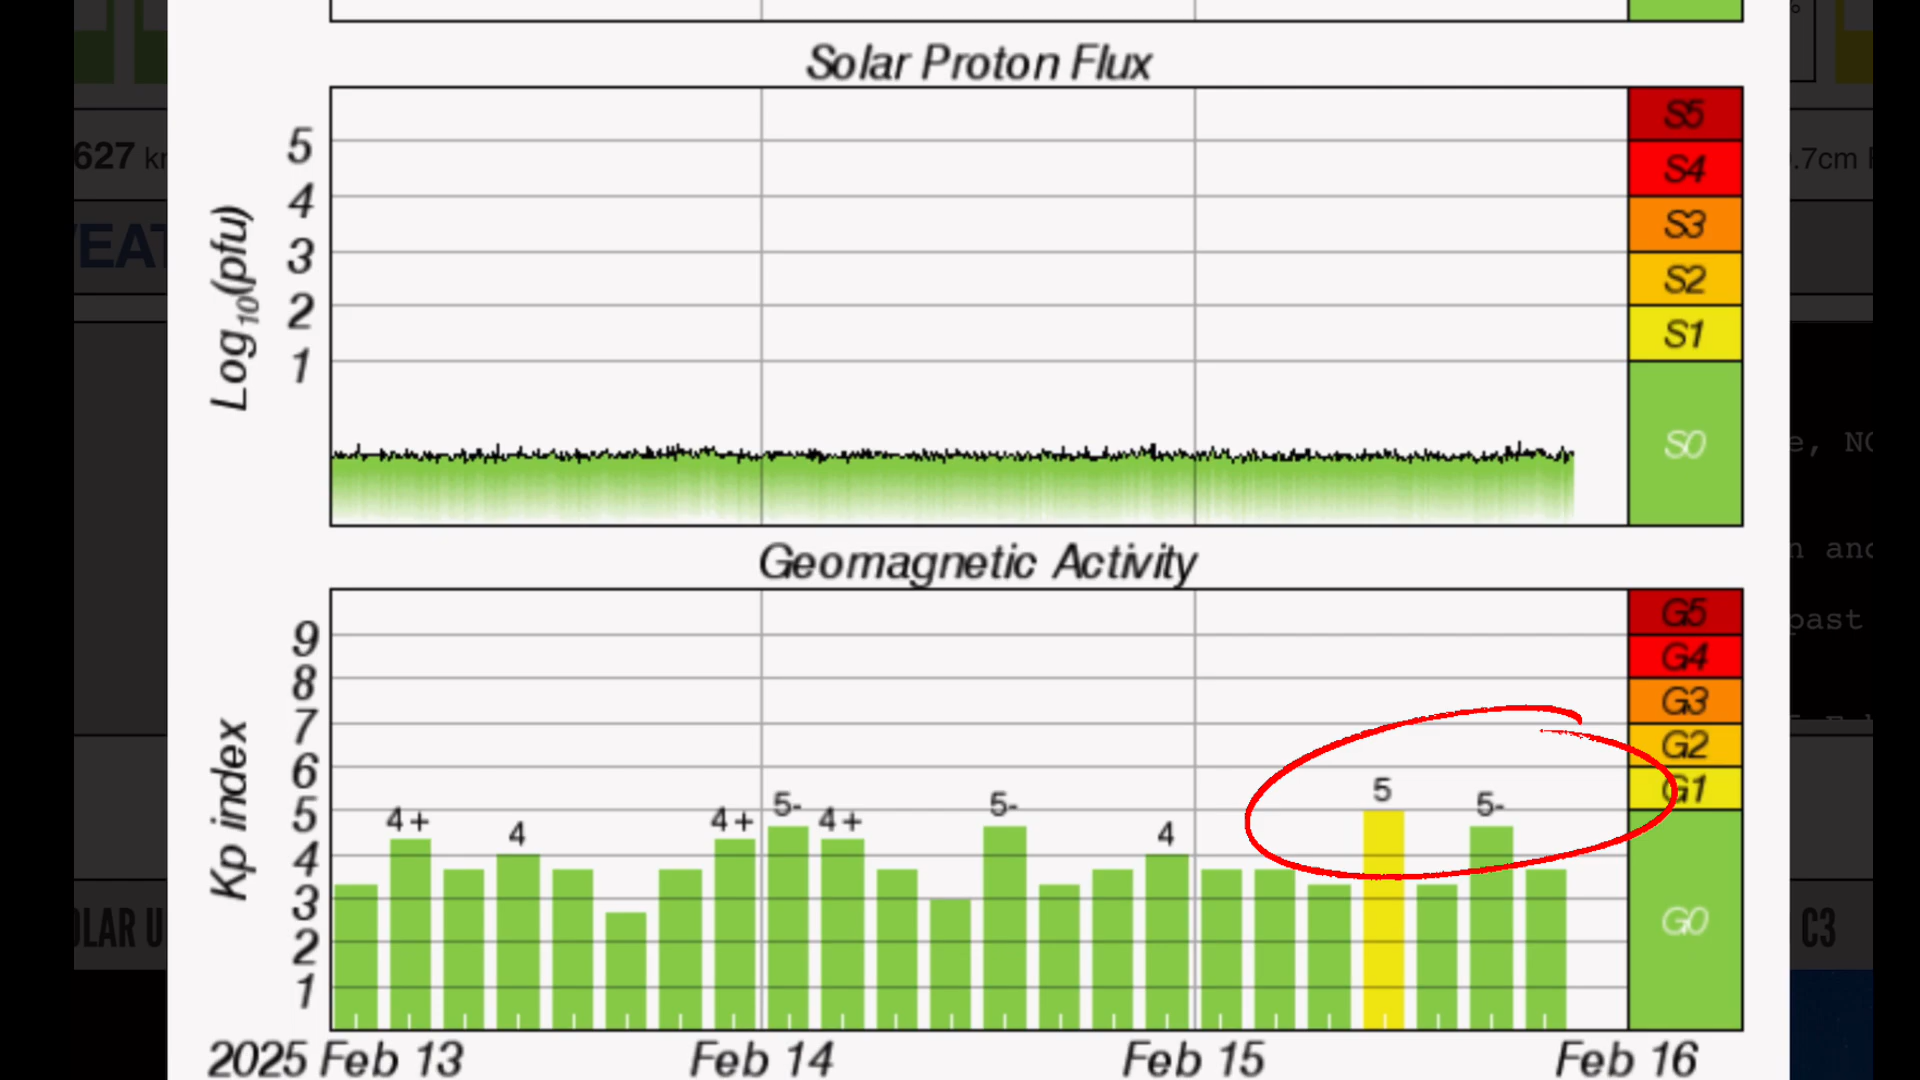 Solar Proton Flux
5
4
3
2
1
Log10(pfu)
S5
S4
S3
S2
S1
S0
Geomagnetic Activity
9
8
7
6
5
4
3
2
1
Kp index
4+
4
4+
5-
4+
5-
4
5
5-
G5
G4
G3
G2
G1
G0
2025 Feb 13 Feb 14 Feb 15 Feb 16
627
.7cm
past
C3